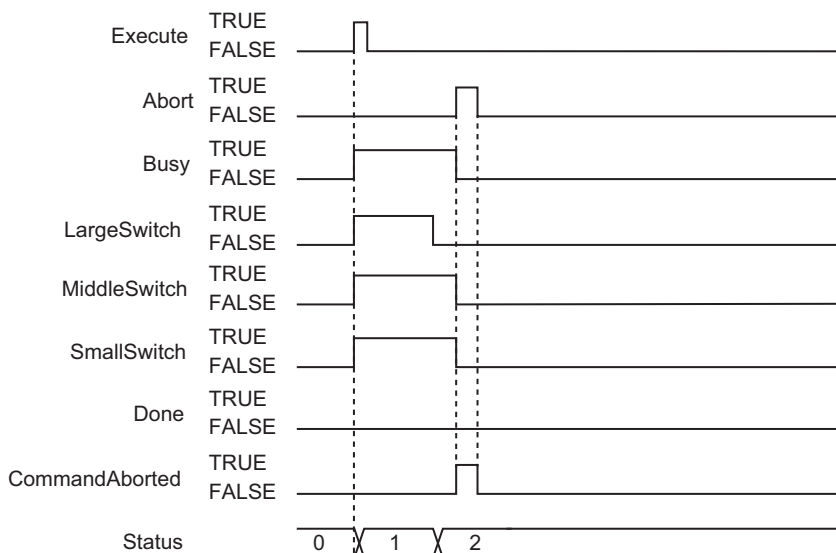 Execute TRUE
FALSE
Abort TRUE
FALSE
Busy TRUE
FALSE
LargeSwitch TRUE
FALSE
MiddleSwitch TRUE
FALSE
SmallSwitch TRUE
FALSE
Done TRUE
FALSE
CommandAborted TRUE
FALSE
Status 0 1 2